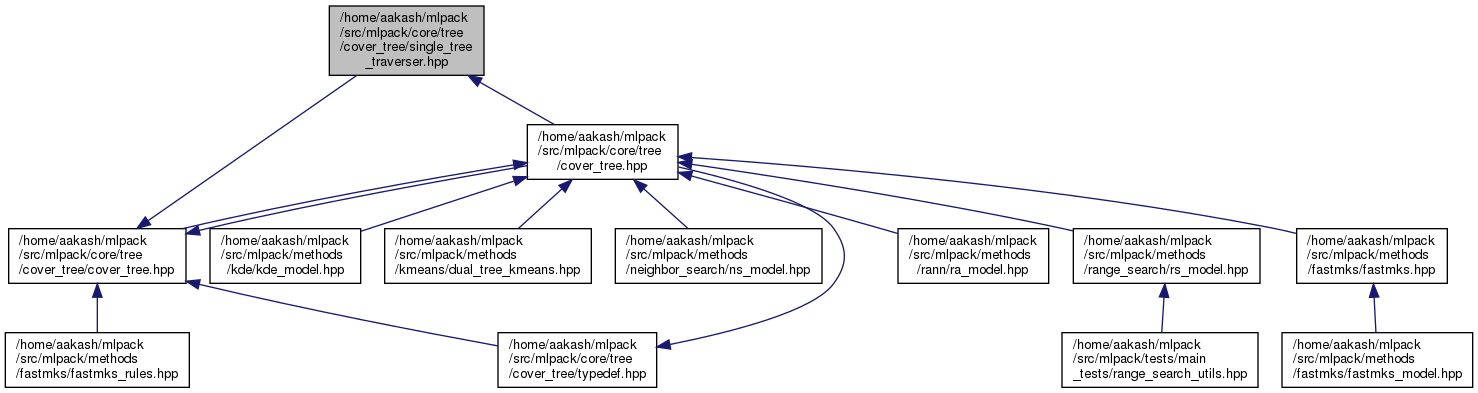 /home/aakash/mlpack
/src/mlpack/core/tree
/cover_tree/single_tree
_traverser.hpp
/home/aakash/mlpack
/src/mlpack/core/tree
/cover_tree.hpp
/home/aakash/mlpack
/src/mlpack/core/tree
/cover_tree/cover_tree.hpp
/home/aakash/mlpack
/src/mlpack/methods
/kde/kde_model.hpp
/home/aakash/mlpack
/src/mlpack/methods
/kmeans/dual_tree_kmeans.hpp
/home/aakash/mlpack
/src/mlpack/methods
/neighbor_search/ns_model.hpp
/home/aakash/mlpack
/src/mlpack/methods
/rann/ra_model.hpp
/home/aakash/mlpack
/src/mlpack/methods
/range_search/rs_model.hpp
/home/aakash/mlpack
/src/mlpack/methods
/fastmks/fastmks.hpp
/home/aakash/mlpack
/src/mlpack/methods
/fastmks/fastmks_rules.hpp
/home/aakash/mlpack
/src/mlpack/core/tree
/cover_tree/typedef.hpp
/home/aakash/mlpack
/src/mlpack/tests/main
_tests/range_search_utils.hpp
/home/aakash/mlpack
/src/mlpack/methods
/fastmks/fastmks_model.hpp